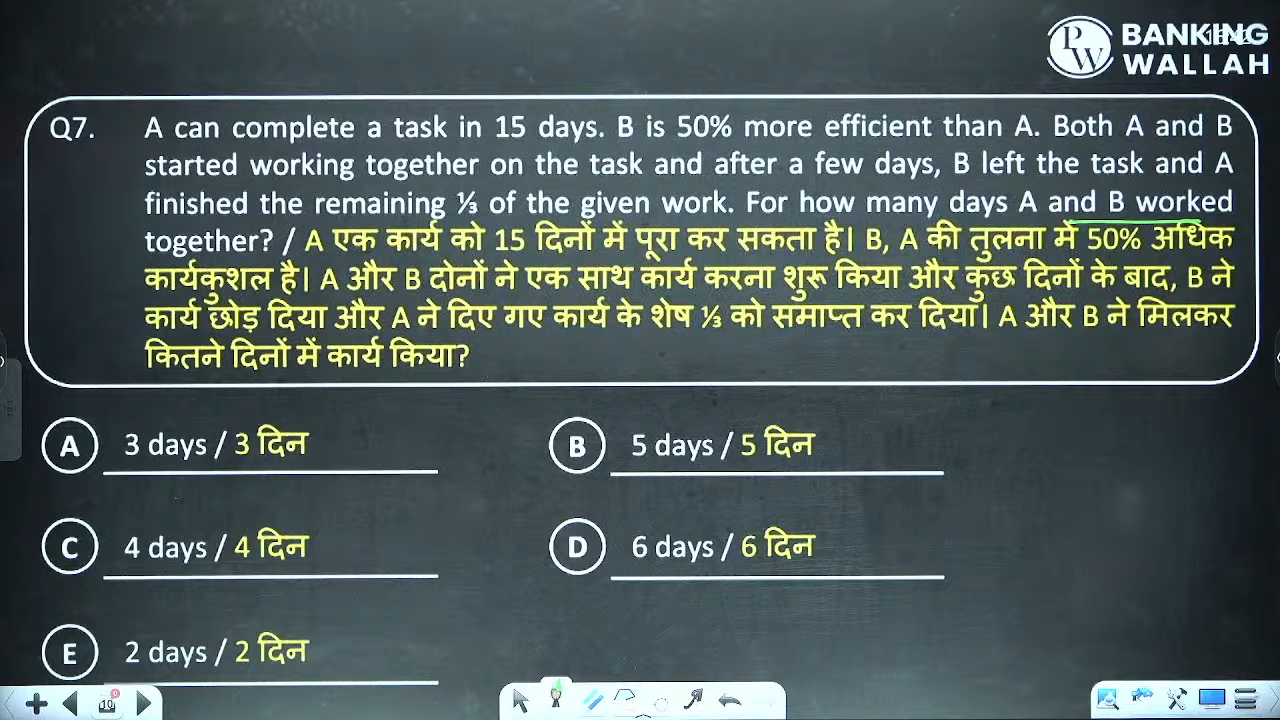 PW
BANKING
WALLAH
Q7. A can complete a task in 15 days. B is 50% more efficient than A. Both A and B
started working together on the task and after a few days, B left the task and A
finished the remaining ⅓ of the given work. For how many days A and B worked
together? / A एक कार्य को 15 दिनों में पूरा कर सकता है। B, A की तुलना में 50% अधिक
कार्यकुशल है। A और B दोनों ने एक साथ कार्य करना शुरू किया और कुछ दिनों के बाद, B ने
कार्य छोड़ दिया और A ने दिए गए कार्य के शेष ⅓ को समाप्त कर दिया। A और B ने मिलकर
कितने दिनों में कार्य किया?
A 3 days / 3 दिन
B 5 days / 5 दिन
C 4 days / 4 दिन
D 6 days / 6 दिन
E 2 days / 2 दिन
10
0